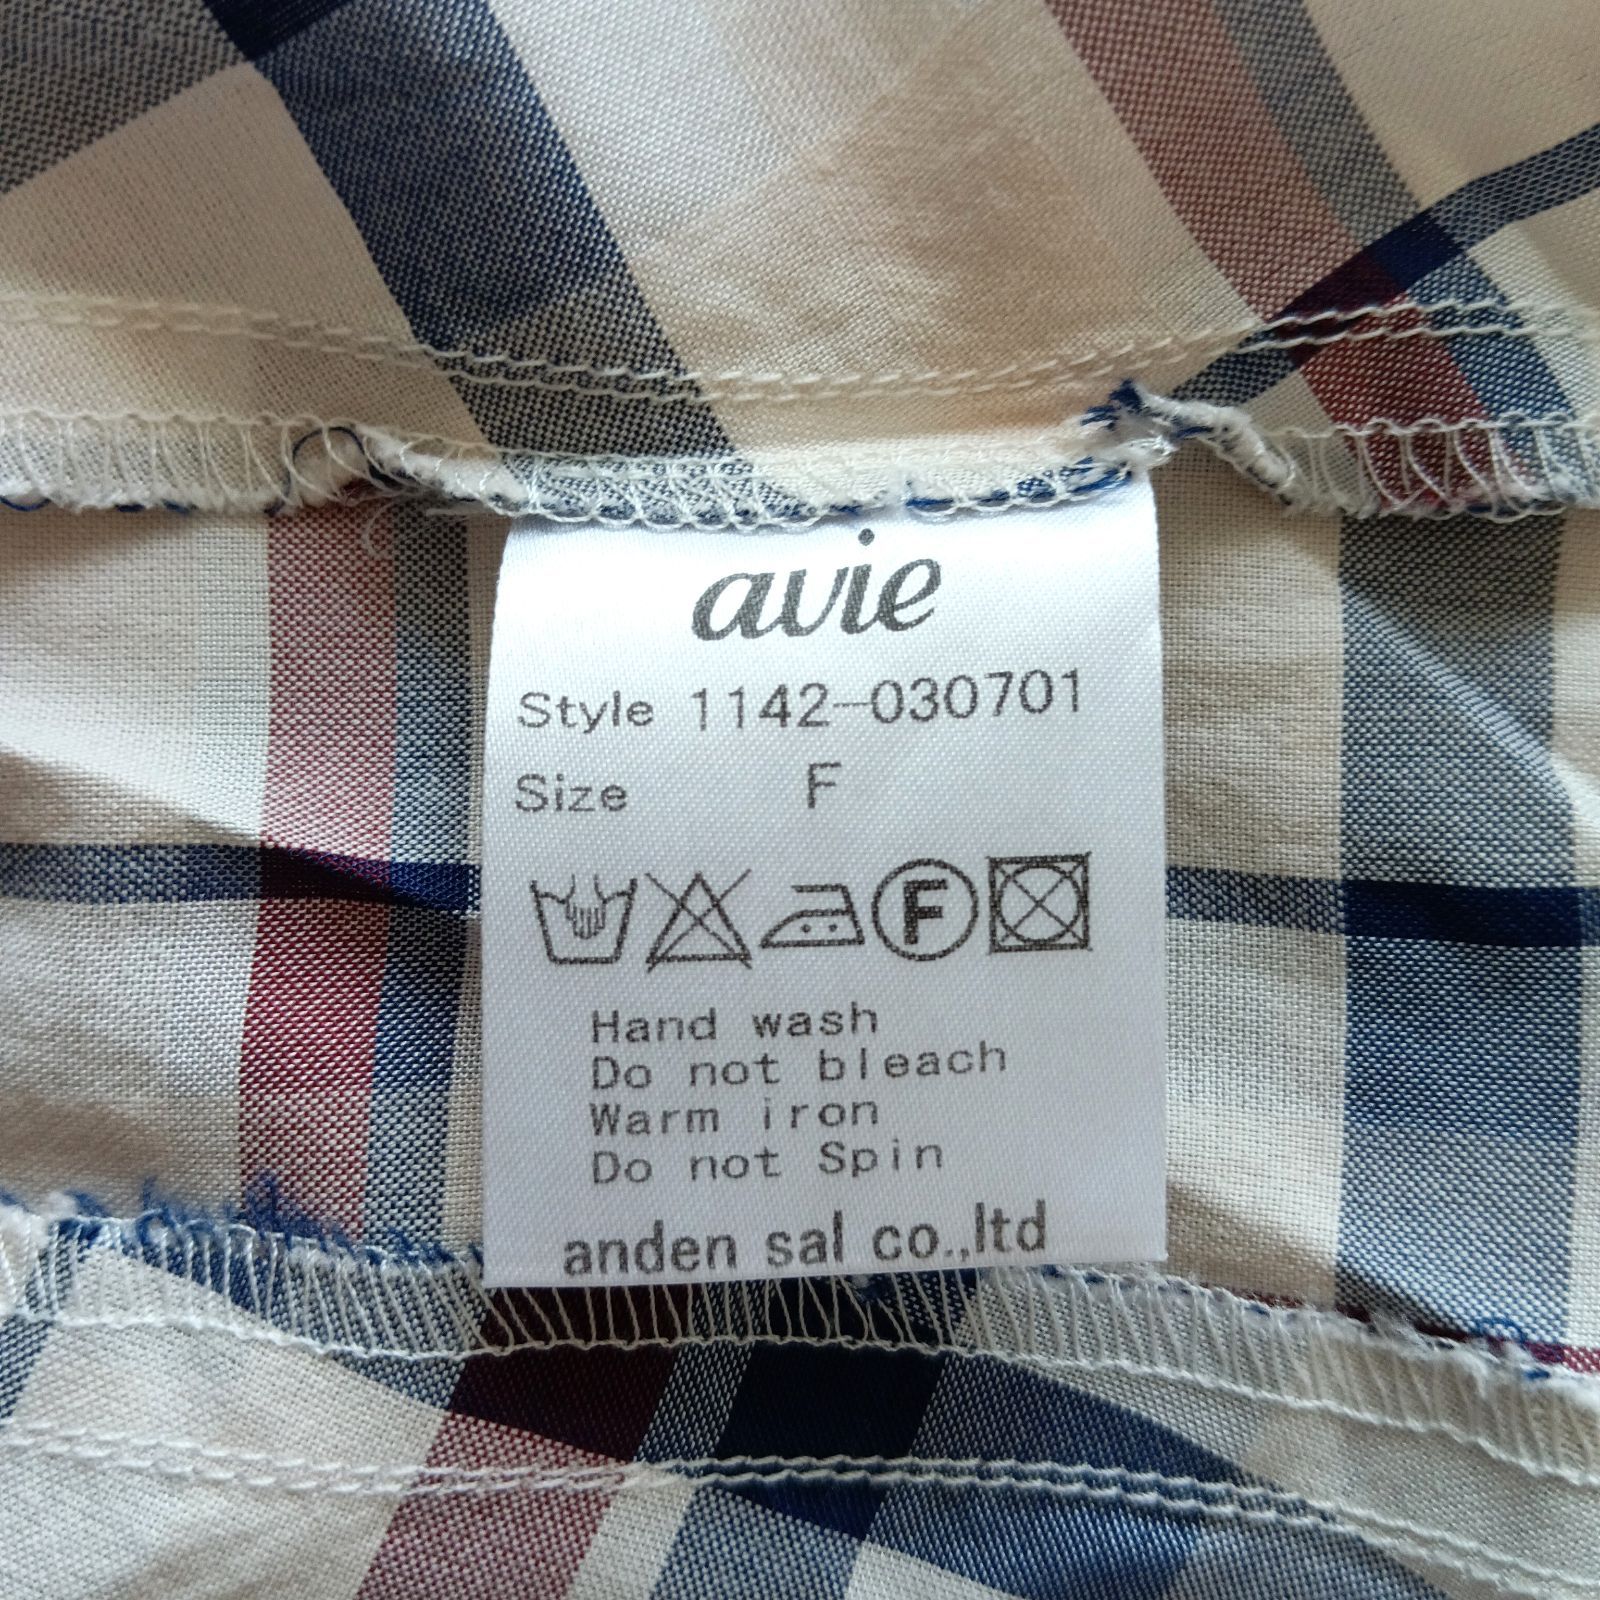 avie
Style 1142-030701
Size F
F
Hand wash
Do not bleach
Warm iron
Do not Spin
anden sal co.,ltd